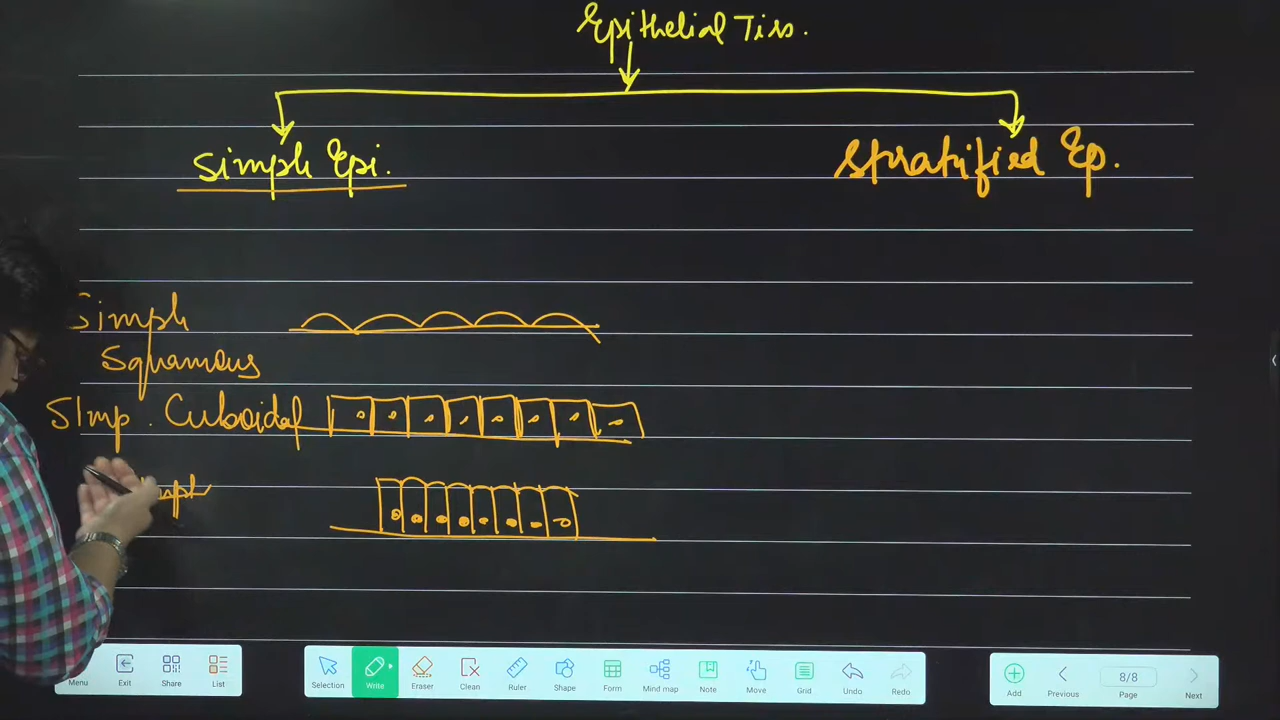 Epithelial Tiss.
Simple Epi.
Stratified Ep.
Simple
Squamous
Simp. Cuboidal
Menu
Exit
Share
List
Selection
Write
Eraser
Clean
Ruler
Shape
Form
Mind map
Note
Move
Grid
Undo
Redo
Add
Previous
8/8
Page
Next